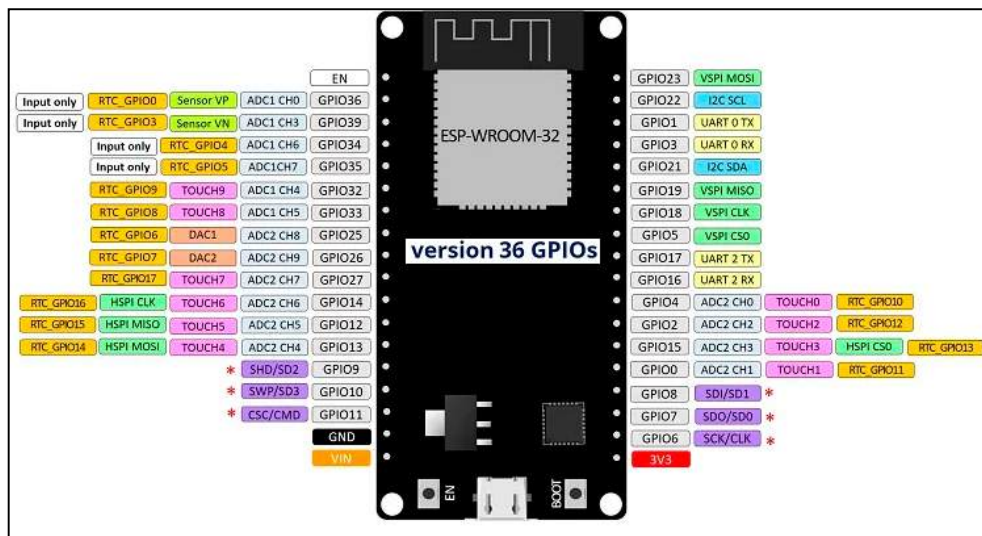 EN
Input only RTC_GPIO0 Sensor VP ADC1 CH0 GPIO36
Input only RTC_GPIO3 Sensor VN ADC1 CH3 GPIO39
Input only RTC_GPIO4 ADC1 CH6 GPIO34
Input only RTC_GPIO5 ADC1CH7 GPIO35
RTC_GPIO9 TOUCH9 ADC1 CH4 GPIO32
RTC_GPIO8 TOUCH8 ADC1 CH5 GPIO33
RTC_GPIO6 DAC1 ADC2 CH8 GPIO25
RTC_GPIO7 DAC2 ADC2 CH9 GPIO26
RTC_GPIO17 TOUCH7 ADC2 CH7 GPIO27
RTC_GPIO16 HSPI CLK TOUCH6 ADC2 CH6 GPIO14
RTC_GPIO15 HSPI MISO TOUCH5 ADC2 CH5 GPIO12
RTC_GPIO14 HSPI MOSI TOUCH4 ADC2 CH4 GPIO13
* SHD/SD2 GPIO9
* SWP/SD3 GPIO10
* CSC/CMD GPIO11
GND
VIN
ESP-WROOM-32
version 36 GPIOs
EN
BOOT
GPIO23 VSPI MOSI
GPIO22 I2C SCL
GPIO1 UART 0 TX
GPIO3 UART 0 RX
GPIO21 I2C SDA
GPIO19 VSPI MISO
GPIO18 VSPI CLK
GPIO5 VSPI CS0
GPIO17 UART 2 TX
GPIO16 UART 2 RX
GPIO4 ADC2 CH0 TOUCH0 RTC_GPIO10
GPIO2 ADC2 CH2 TOUCH2 RTC_GPIO12
GPIO15 ADC2 CH3 TOUCH3 HSPI CS0 RTC_GPIO13
GPIO0 ADC2 CH1 TOUCH1 RTC_GPIO11
GPIO8 SDI/SD1 *
GPIO7 SDO/SD0 *
GPIO6 SCK/CLK *
3V3